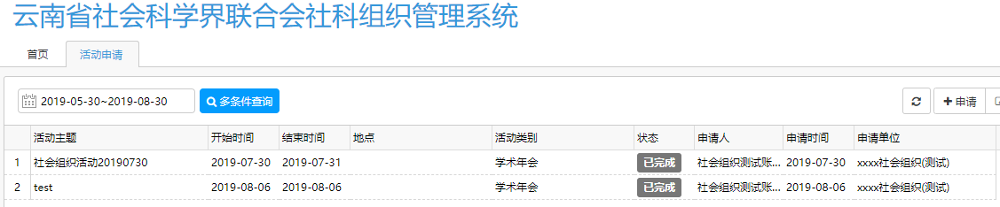 云南省社会科学界联合会社科组织管理系统
首页 活动申请
2019-05-30~2019-08-30 多条件查询 申请
活动主题 开始时间 结束时间 地点 活动类别 状态 申请人 申请时间 申请单位
1 社会组织活动20190730 2019-07-30 2019-07-31 学术年会 已完成 社会组织测试账... 2019-07-30 xxxx社会组织(测试)
2 test 2019-08-06 2019-08-06 学术年会 已完成 社会组织测试账... 2019-08-06 xxxx社会组织(测试)